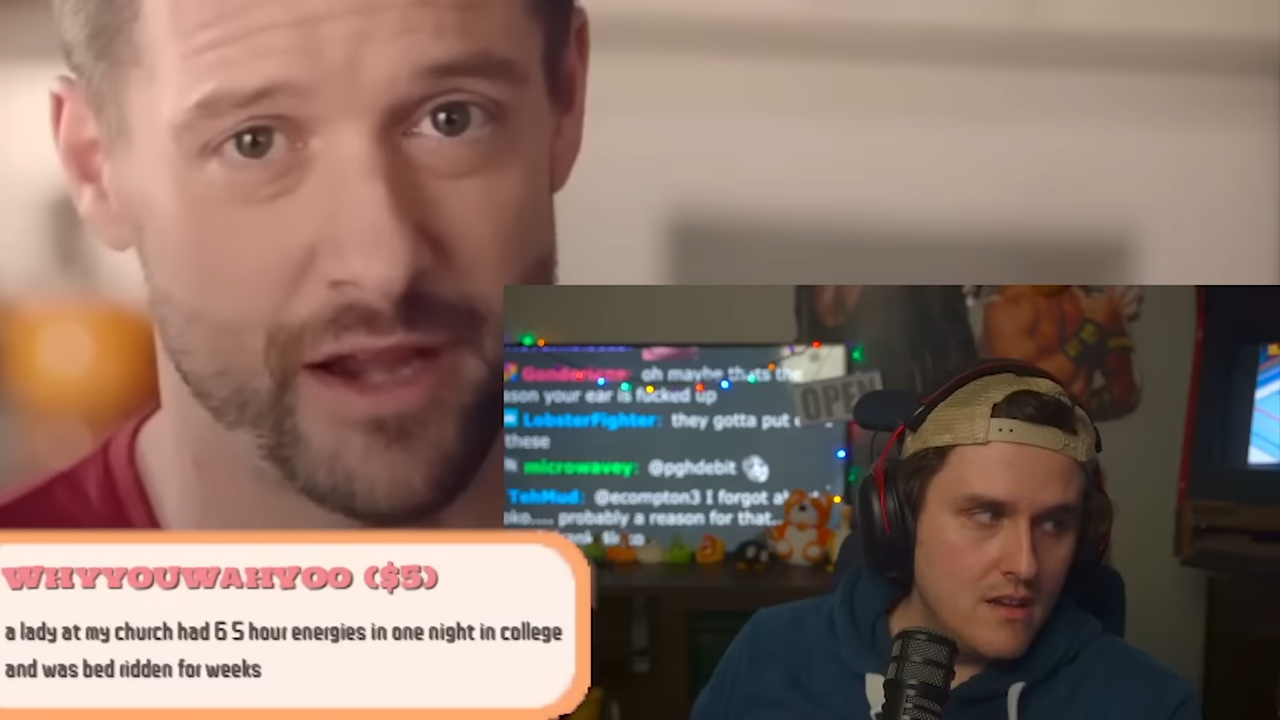 Gonderszne: oh maybe thats the
eson your ear is fucked up
LobsterFighter: they gotta put
these
microwavey: @pghdebit
TehMud: @ecompton3 I forgot
probably a reason for that..
OPEN
WHYYOUWAHYOO ($5)
a lady at my church had 6 5 hour energies in one night in college
and was bed ridden for weeks